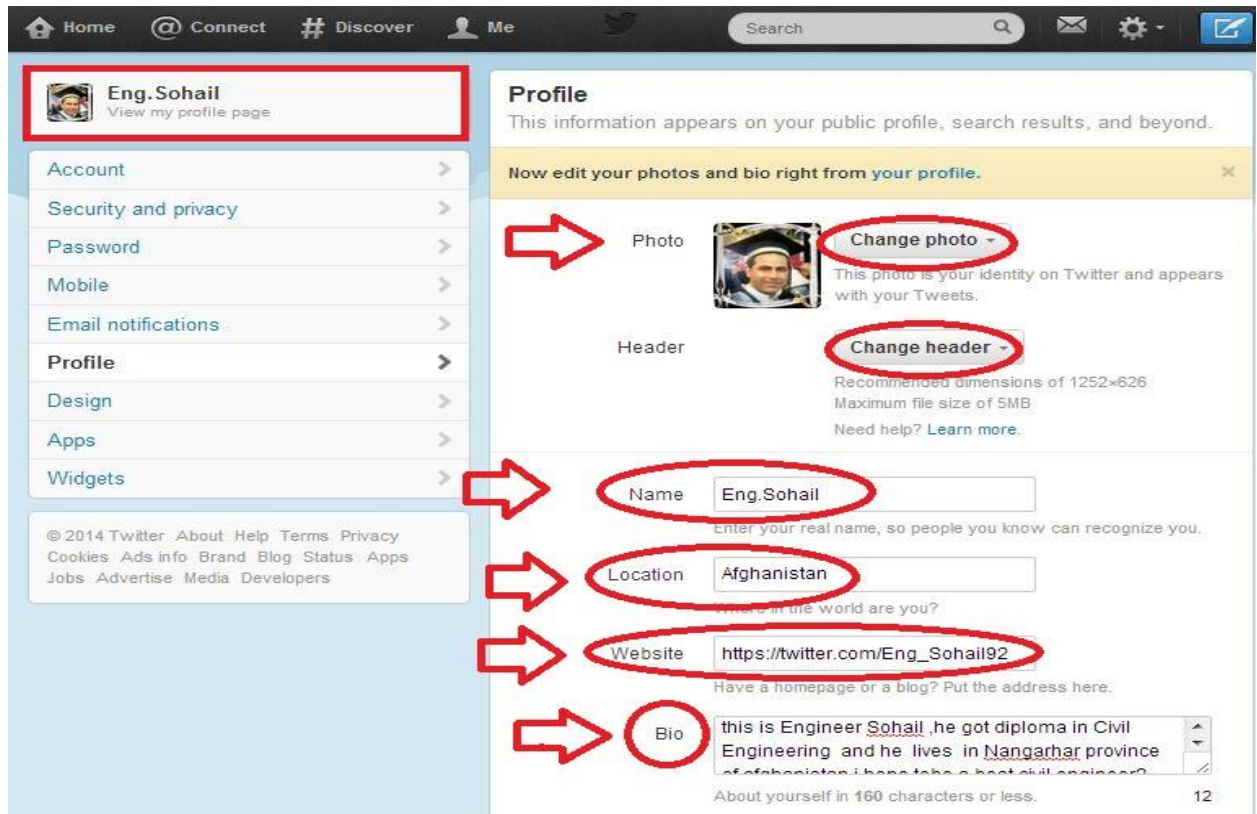 Home @ Connect # Discover Me Search
Eng.Sohail
View my profile page
Account
Security and privacy
Password
Mobile
Email notifications
Profile
Design
Apps
Widgets
© 2014 Twitter About Help Terms Privacy
Cookies Ads info Brand Blog Status Apps
Jobs Advertise Media Developers
Profile
This information appears on your public profile, search results, and beyond.
Now edit your photos and bio right from your profile.
Photo
Change photo
This photo is your identity on Twitter and appears
with your Tweets.
Header
Change header
Recommended dimensions of 1252×626
Maximum file size of 5MB
Need help? Learn more.
Name Eng.Sohail
Enter your real name, so people you know can recognize you.
Location Afghanistan
Where in the world are you?
Website https://twitter.com/Eng_Sohail92
Have a homepage or a blog? Put the address here.
Bio this is Engineer Sohail ,he got diploma in Civil
Engineering and he lives in Nangarhar province
of afghanistan i hope tobe a best civil engineer?
About yourself in 160 characters or less. 12